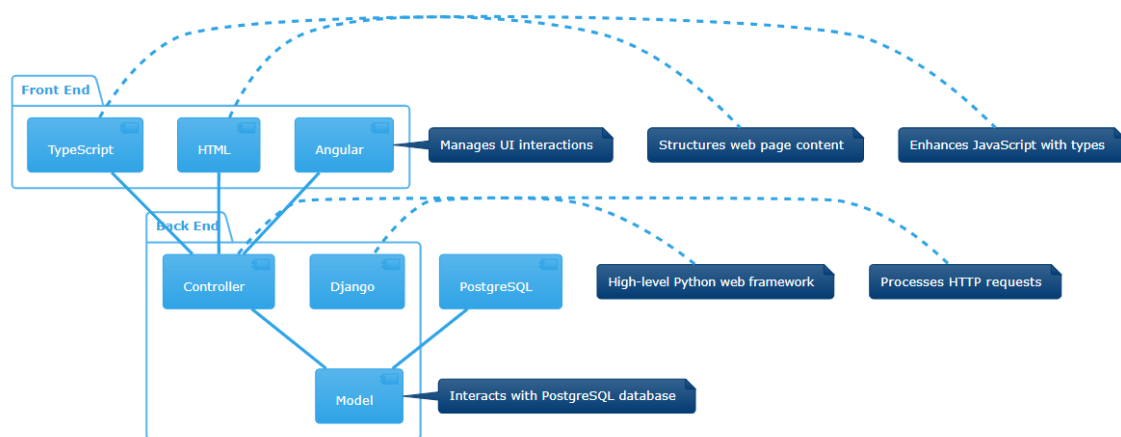 Front End
TypeScript
HTML
Angular
Manages UI interactions
Structures web page content
Enhances JavaScript with types
Back End
Controller
Django
PostgreSQL
High-level Python web framework
Processes HTTP requests
Model
Interacts with PostgreSQL database